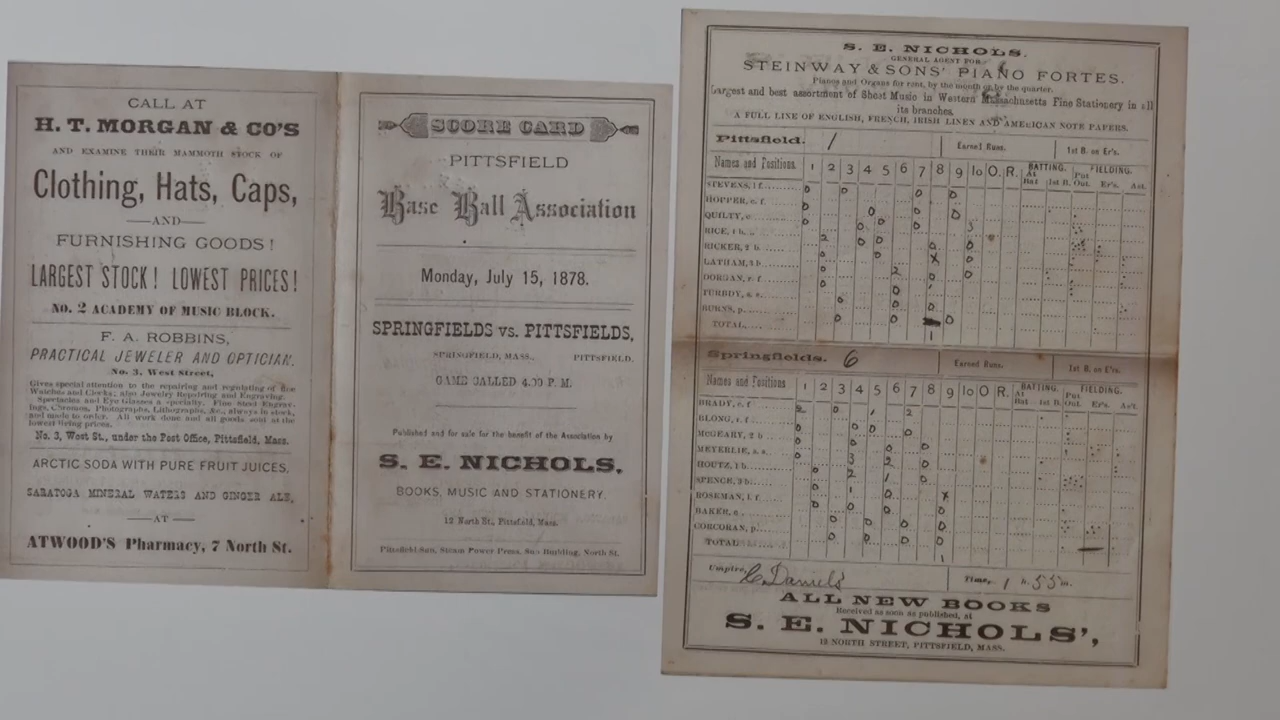 CALL AT
H. T. MORGAN & CO'S
AND EXAMINE THEIR MAMMOTH STOCK OF
Clothing, Hats, Caps,
—AND—
FURNISHING GOODS!
LARGEST STOCK! LOWEST PRICES!
NO. 2 ACADEMY OF MUSIC BLOCK.
F. A. ROBBINS,
PRACTICAL JEWELER AND OPTICIAN.
No. 3, West Street,
Gives special attention to the repairing and regulating of fine
Watches and Clocks; also Jewelry Repairing and Engraving.
Spectacles and Eye Glasses a specialty. Fine Steel Engrav-
ings, Chromos, Photographs, Lithographs, &c., always in stock,
and made to order. All work done and all goods sold at the
lowest living prices.
No. 3, West St., under the Post Office, Pittsfield, Mass.
ARCTIC SODA WITH PURE FRUIT JUICES,
SARATOGA MINERAL WATERS AND GINGER ALE,
—AT—
ATWOOD'S Pharmacy, 7 North St.
SCORE CARD
PITTSFIELD
Base Ball Association
Monday, July 15, 1878.
SPRINGFIELDS vs. PITTSFIELDS,
SPRINGFIELD, MASS., PITTSFIELD.
GAME CALLED 4.00 P. M.
Published and for sale for the benefit of the Association by
S. E. NICHOLS,
BOOKS, MUSIC AND STATIONERY,
12 North St., Pittsfield, Mass.
Pittsfield Sun, Steam Power Press, Sun Building, North St.
S. E. NICHOLS.
GENERAL AGENT FOR
STEINWAY & SONS' PIANO FORTES.
Pianos and Organs for rent, by the month or by the quarter.
Largest and best assortment of Sheet Music in Western Massachusetts Fine Stationery in all
its branches.
A FULL LINE OF ENGLISH, FRENCH, IRISH LINEN AND AMERICAN NOTE PAPERS.
Pittsfield. 1 Earned Runs. 1st B. on Er's.
Names and Positions. 1 2 3 4 5 6 7 8 9 10 O. R. BATTING. FIELDING.
At Bat 1st B. Put Out. Er's. Ast.
STEVENS, l f
HOPPER, c. f
QUILTY, c
RICE, 1 b
RICKER, 2 b
LATHAM, 3 b
DORGAN, r. f
TURBDY, s. s
BURNS, p
TOTAL
Springfields. 6 Earned Runs. 1st B. on E'rs.
Names and Positions 1 2 3 4 5 6 7 8 9 10 O R. BATTING. FIELDING.
At Bat 1st B. Put Out. Er's. As't.
BRADY, c. f
BLONG, r. f
MCGEARY, 2 b
MEYERLIE, s. s
HOUTZ, 1 b
SPENCE, 3 b
ROSEMAN, l. f
BAKER, c
CORCORAN, p
TOTAL
Umpire, C. Daniels Time, 1 h. 55 m.
ALL NEW BOOKS
Received as soon as published, at
S. E. NICHOLS',
12 NORTH STREET, PITTSFIELD, MASS.